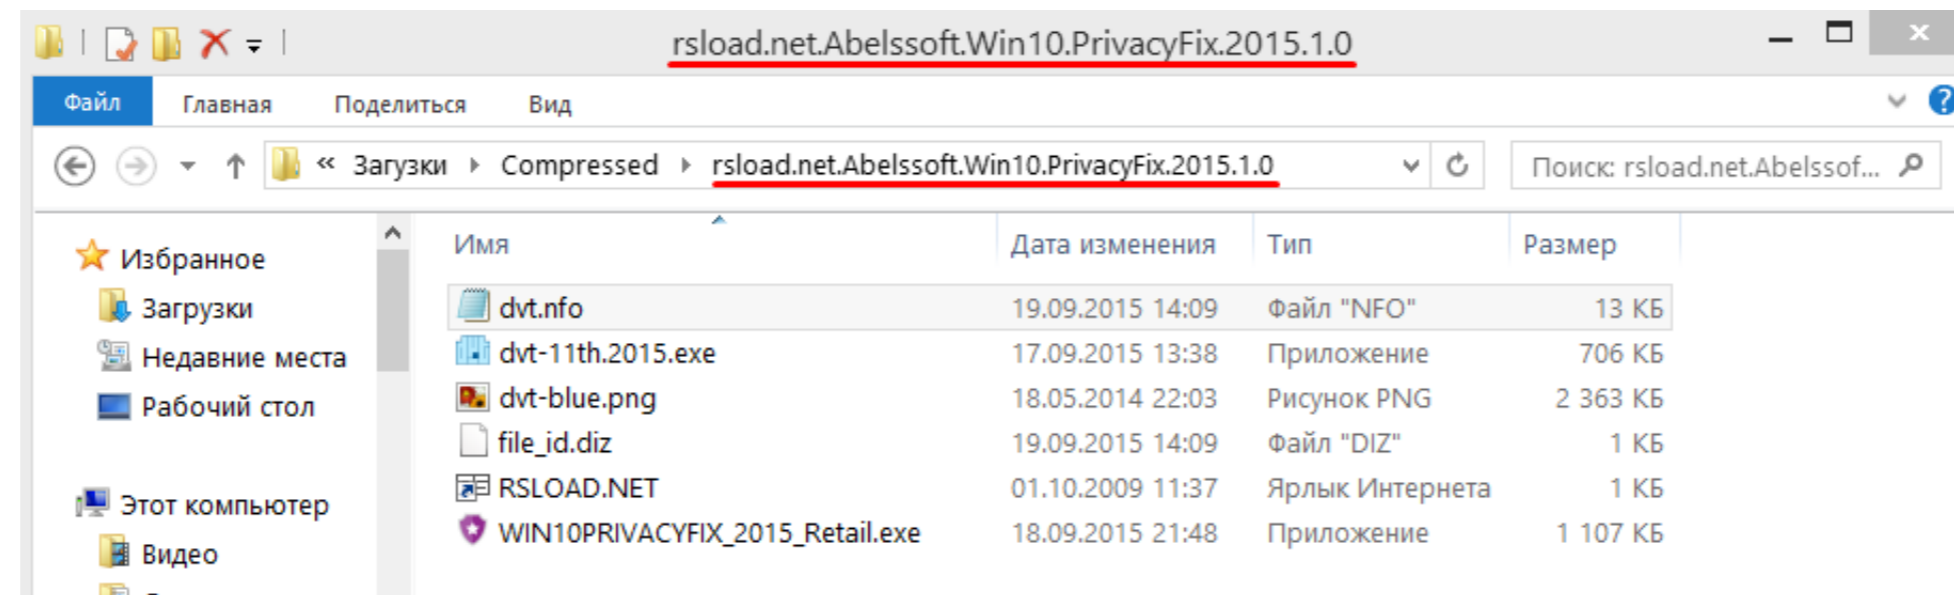 rsload.net.Abelssoft.Win10.PrivacyFix.2015.1.0
Файл Главная Поделиться Вид
« Загузки Compressed rsload.net.Abelssoft.Win10.PrivacyFix.2015.1.0 Поиск: rsload.net.Abelssof...
Избранное
Загрузки
Недавние места
Рабочий стол
Этот компьютер
Видео
Имя Дата изменения Тип Размер
dvt.nfo 19.09.2015 14:09 Файл "NFO" 13 КБ
dvt-11th.2015.exe 17.09.2015 13:38 Приложение 706 КБ
dvt-blue.png 18.05.2014 22:03 Рисунок PNG 2 363 КБ
file_id.diz 19.09.2015 14:09 Файл "DIZ" 1 КБ
RSLOAD.NET 01.10.2009 11:37 Ярлык Интернета 1 КБ
WIN10PRIVACYFIX_2015_Retail.exe 18.09.2015 21:48 Приложение 1 107 КБ